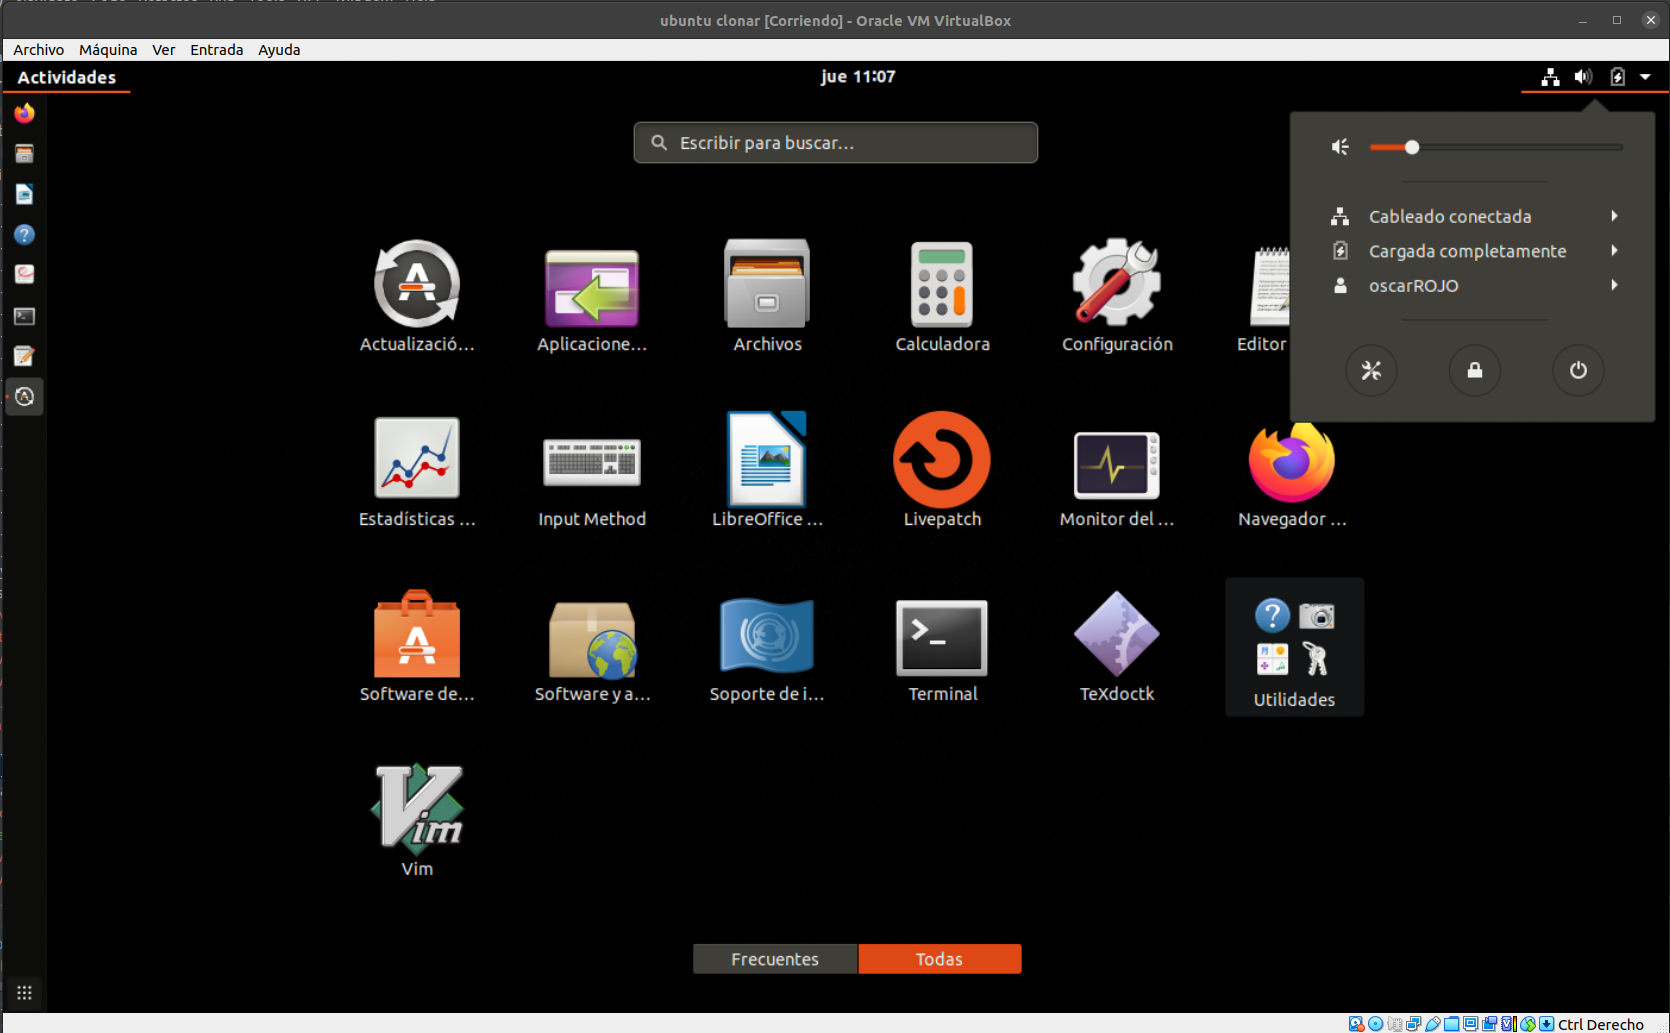 ubuntu clonar [Corriendo] - Oracle VM VirtualBox
Archivo Máquina Ver Entrada Ayuda
Actividades
jue 11:07
Escribir para buscar...
Cableado conectada
Cargada completamente
oscarROJO
Actualizació...
Aplicacione...
Archivos
Calculadora
Configuración
Editor
Estadísticas ...
Input Method
LibreOffice ...
Livepatch
Monitor del ...
Navegador ...
Software de...
Software y a...
Soporte de i...
Terminal
TeXdoctk
Utilidades
Vim
Vim
Frecuentes
Todas
Ctrl Derecho